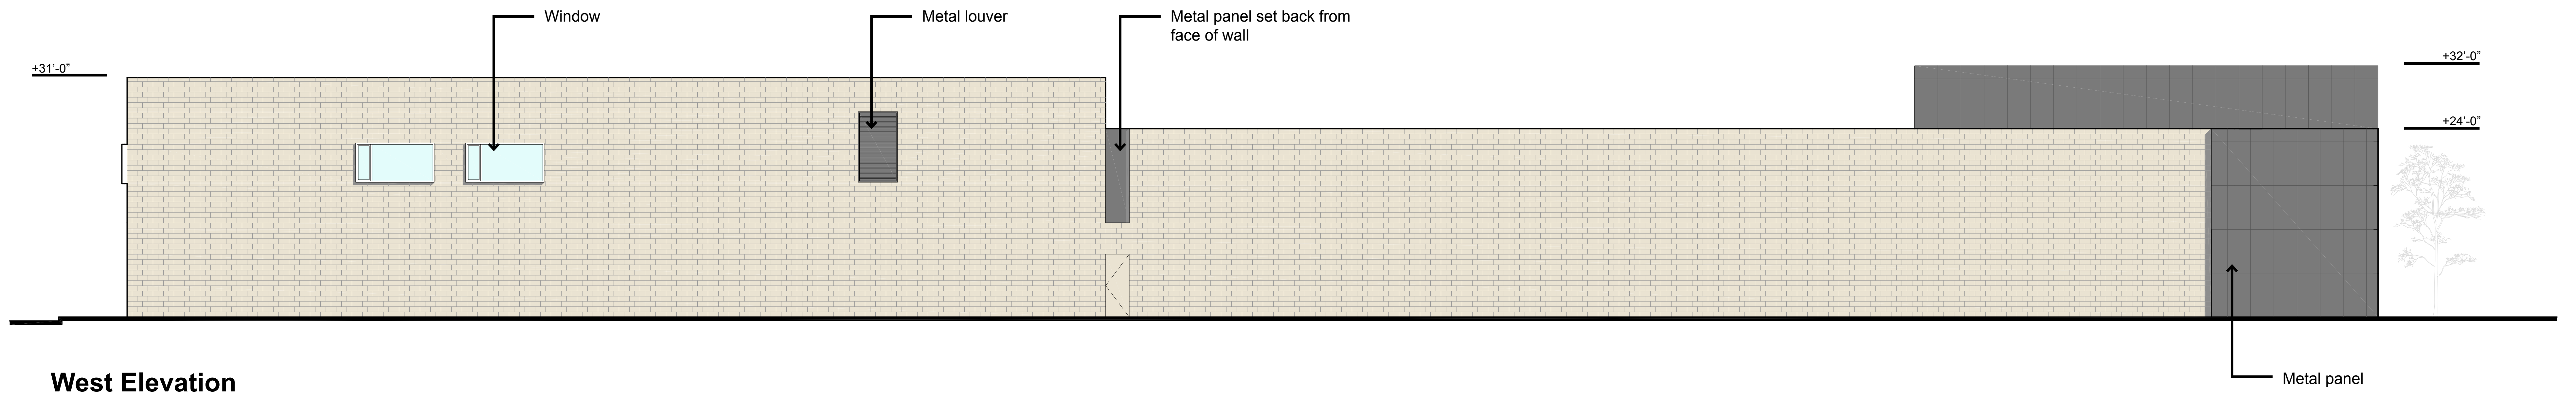 Window
Metal louver
Metal panel set back from
face of wall
+31'-0"
+32'-0"
+24'-0"
West Elevation
Metal panel